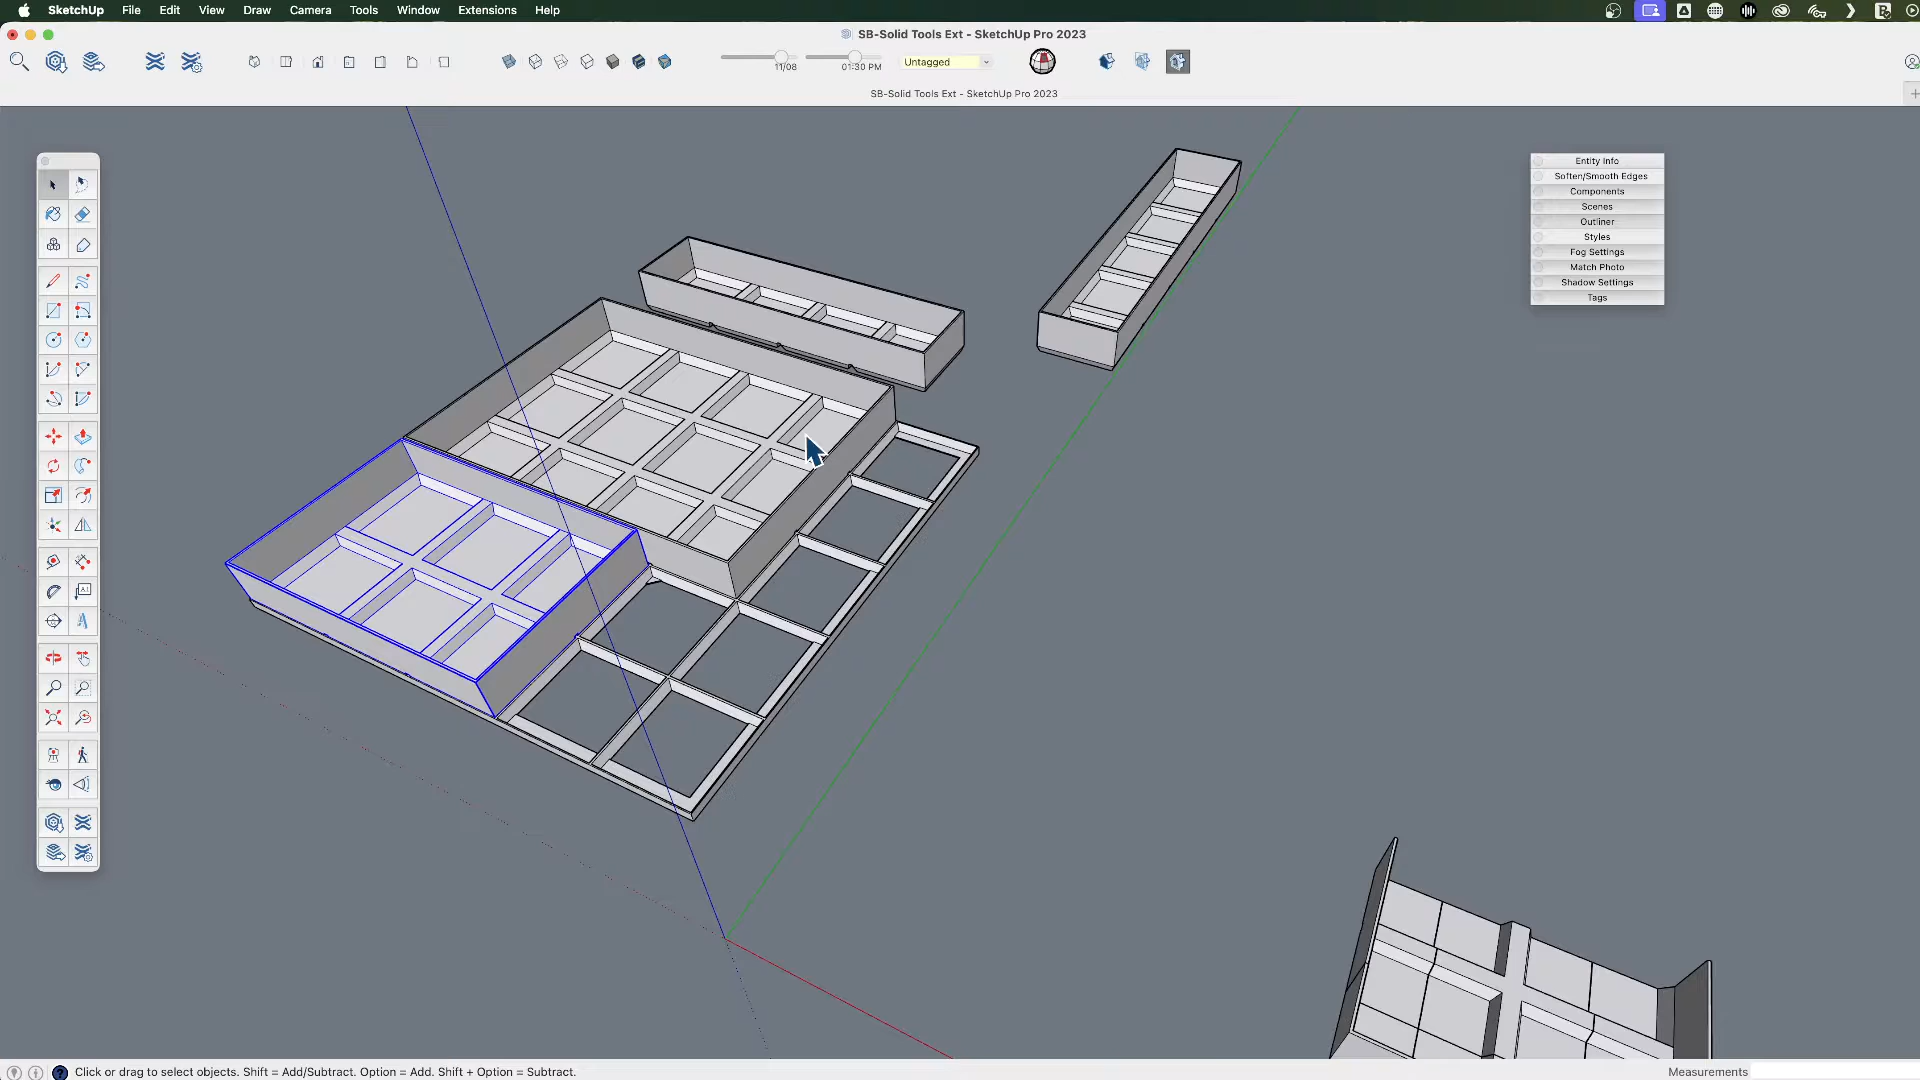 SketchUp File Edit View Draw Camera Tools Window Extensions Help
SB-Solid Tools Ext - SketchUp Pro 2023
11/08 01:30 PM Untagged
SB-Solid Tools Ext - SketchUp Pro 2023
Entity Info
Soften/Smooth Edges
Components
Scenes
Outliner
Styles
Fog Settings
Match Photo
Shadow Settings
Tags
Click or drag to select objects. Shift = Add/Subtract. Option = Add. Shift + Option = Subtract. Measurements